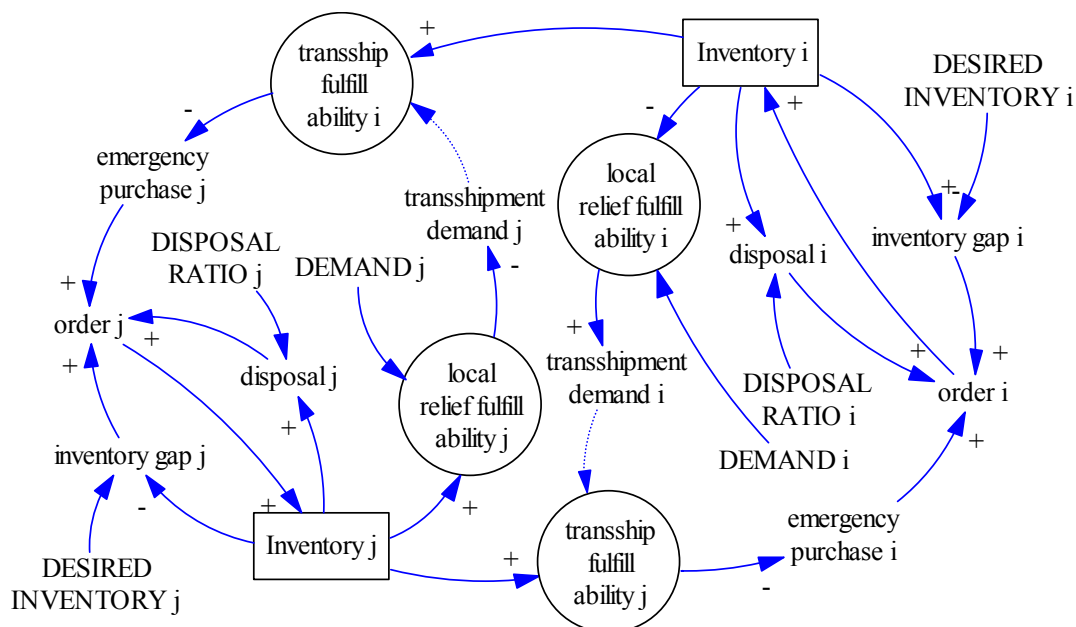 transship
fulfill
ability i
+
Inventory i
DESIRED
INVENTORY i
-
emergency
purchase j
-
+
local
relief fulfill
ability i
transshipment
demand j
+
-
+
disposal i
inventory gap i
DISPOSAL
RATIO j
DEMAND j
-
+
order j
+
+
+
transshipment
demand i
+
+
order i
disposal j
local
relief fulfill
ability j
DISPOSAL
RATIO i
+
+
inventory gap j
DEMAND i
-
+
+
Inventory j
+
transship
fulfill
ability j
-
emergency
purchase i
DESIRED
INVENTORY j